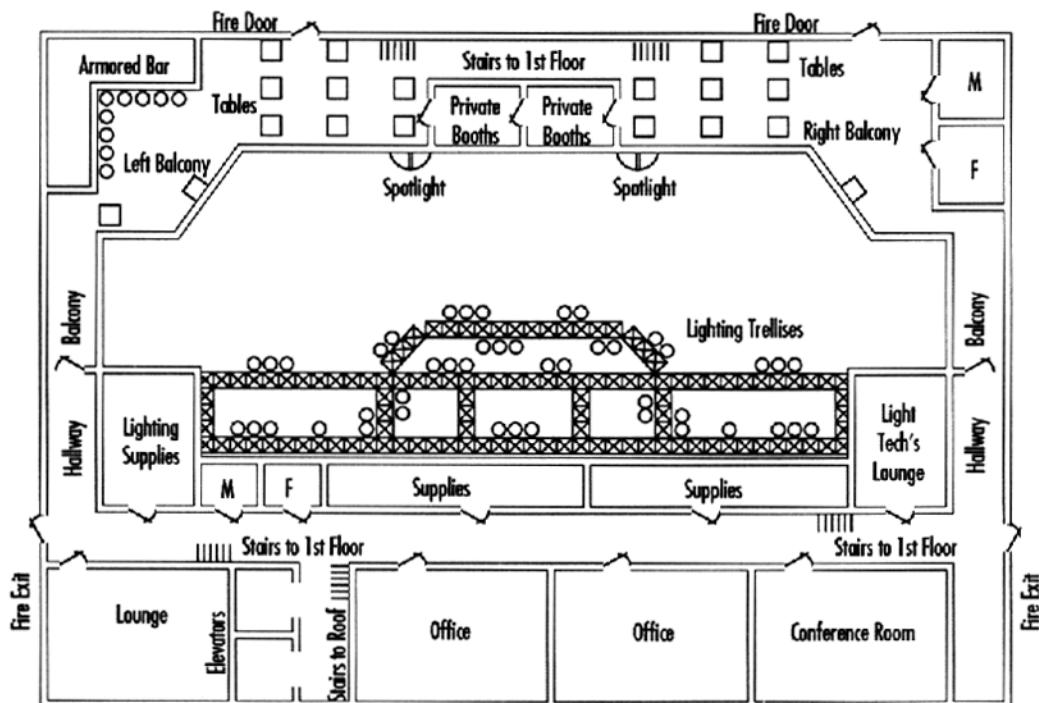 Fire Door
Fire Door
Armored Bar
Stairs to 1st Floor
Tables
Tables
M
Private
Booths
Private
Booths
Right Balcony
Left Balcony
F
Spotlight
Spotlight
Balcony
Balcony
Lighting Trellises
Hallway
Lighting
Supplies
Light
Tech's
Lounge
Hallway
M
F
Supplies
Supplies
Stairs to 1st Floor
Stairs to 1st Floor
Fire Exit
Lounge
Elevators
Stairs to Roof
Office
Office
Conference Room
Fire Exit